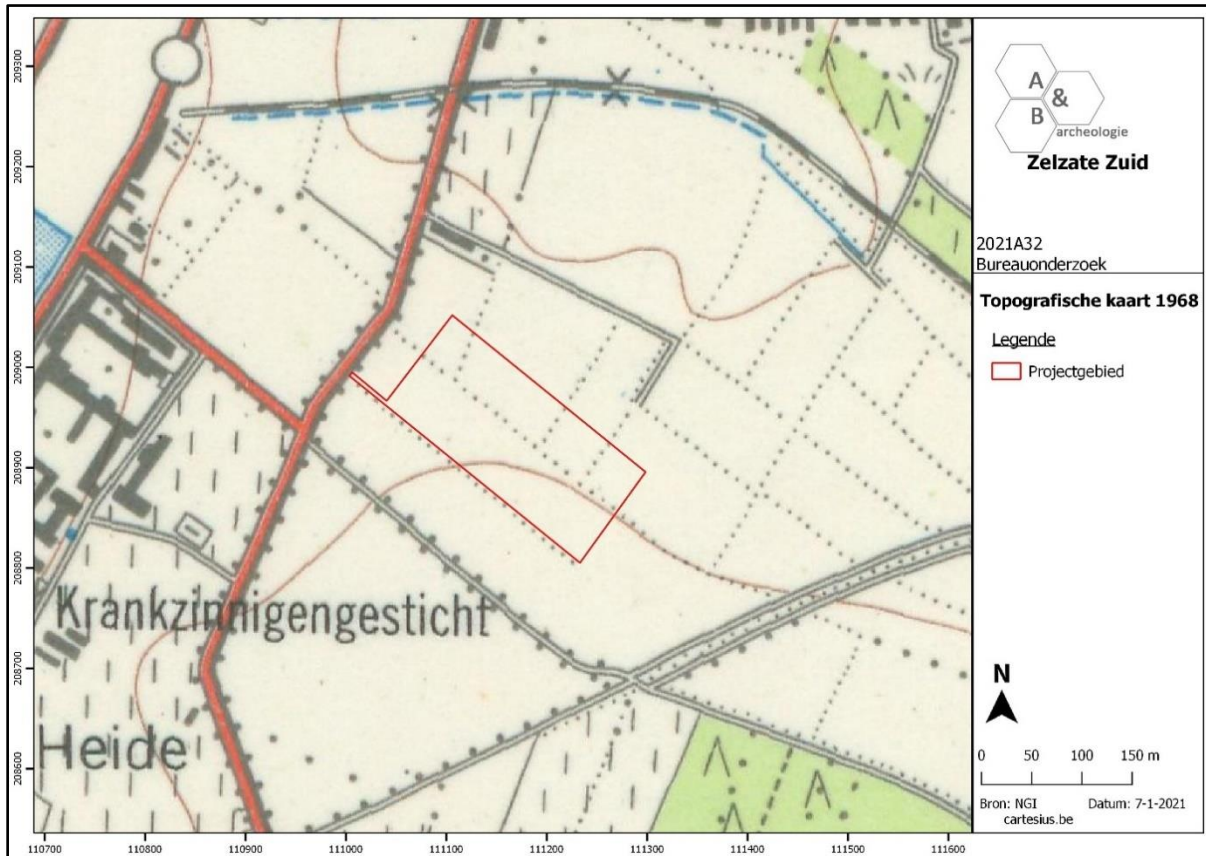 209300
209200
209100
209000
208900
208800
208700
208600
Krankzinnigengesticht
Heide
110700 110800 110900 111000 111100 111200 111300 111400 111500 111600
A
&
B
archeologie
Zelzate Zuid
2021A32
Bureauonderzoek
Topografische kaart 1968
Legende
Projectgebied
N
0 50 100 150 m
Bron: NGI Datum: 7-1-2021
cartesius.be